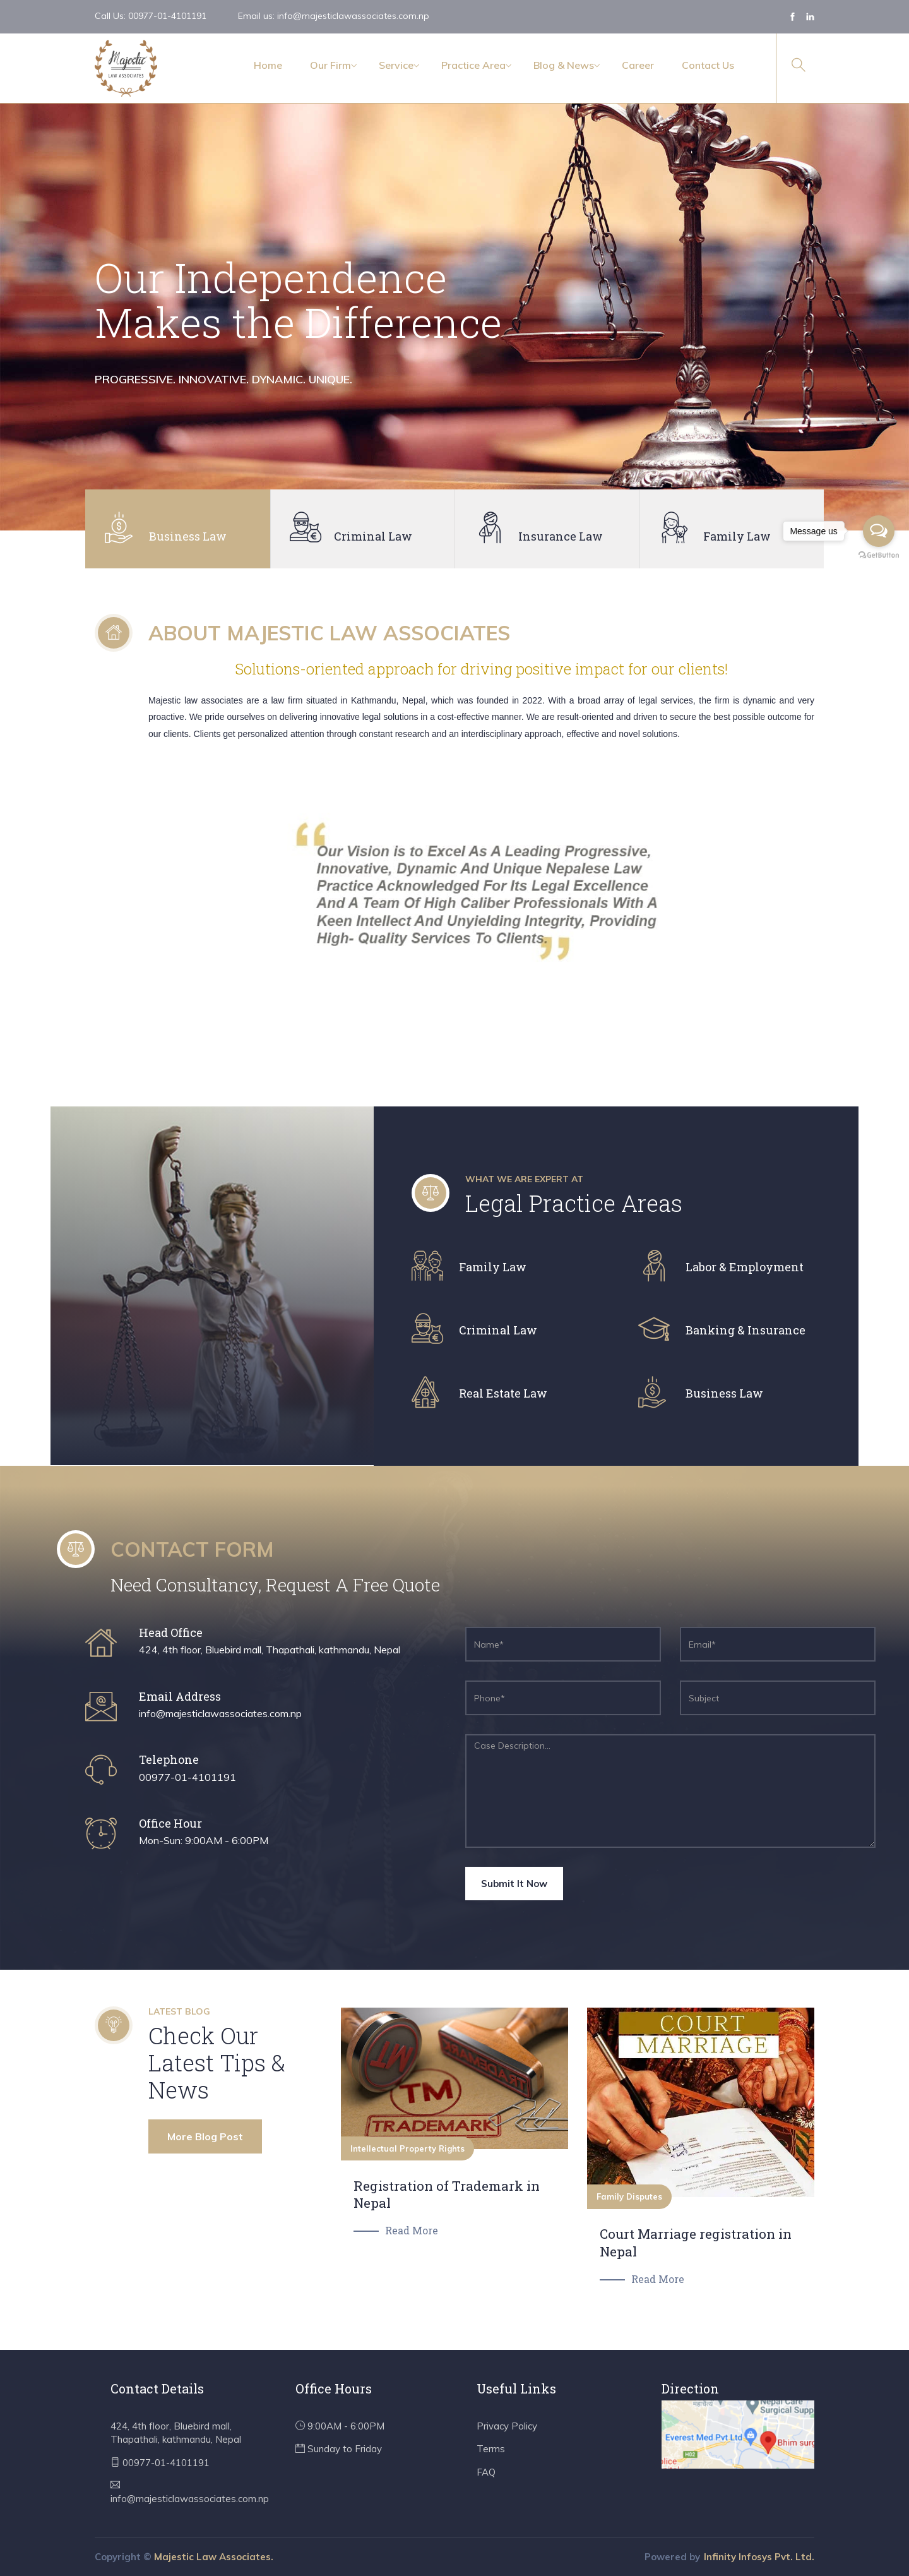 Call Us: 00977-01-4101191 Email us: info@majesticlawassociates.com.np
Majestic
LAW ASSOCIATES
Home Our Firm Service Practice Area Blog & News Career Contact Us
Our Independence
Makes the Difference
PROGRESSIVE. INNOVATIVE. DYNAMIC. UNIQUE.
Business Law
Criminal Law
Insurance Law
Family Law
Message us
GetButton
ABOUT MAJESTIC LAW ASSOCIATES
Solutions-oriented approach for driving positive impact for our clients!
Majestic law associates are a law firm situated in Kathmandu, Nepal, which was founded in 2022. With a broad array of legal services, the firm is dynamic and very
proactive. We pride ourselves on delivering innovative legal solutions in a cost-effective manner. We are result-oriented and driven to secure the best possible outcome for
our clients. Clients get personalized attention through constant research and an interdisciplinary approach, effective and novel solutions.
Our Vision is to Excel As A Leading Progressive,
Innovative, Dynamic And Unique Nepalese Law
Practice Acknowledged For Its Legal Excellence
And A Team Of High Caliber Professionals With A
Keen Intellect And Unyielding Integrity, Providing
High- Quality Services To Clients.
WHAT WE ARE EXPERT AT
Legal Practice Areas
Family Law
Labor & Employment
Criminal Law
Banking & Insurance
Real Estate Law
Business Law
CONTACT FORM
Need Consultancy, Request A Free Quote
Head Office
424, 4th floor, Bluebird mall, Thapathali, kathmandu, Nepal
Email Address
info@majesticlawassociates.com.np
Telephone
00977-01-4101191
Office Hour
Mon-Sun: 9:00AM - 6:00PM
Name*
Email*
Phone*
Subject
Case Description...
Submit It Now
LATEST BLOG
Check Our
Latest Tips &
News
More Blog Post
MT
TRADEMARK
TM
TRADEMARK
Intellectual Property Rights
Registration of Trademark in
Nepal
Read More
COURT
MARRIAGE
Family Disputes
Court Marriage registration in
Nepal
Read More
Contact Details
424, 4th floor, Bluebird mall,
Thapathali, kathmandu, Nepal
00977-01-4101191
info@majesticlawassociates.com.np
Office Hours
9:00AM - 6:00PM
Sunday to Friday
Useful Links
Privacy Policy
Terms
FAQ
Direction
Nepal Care
Surgical Supp
Everest Med Pvt Ltd
Bhim surg
H02
olice
Copyright © Majestic Law Associates.
Powered by Infinity Infosys Pvt. Ltd.